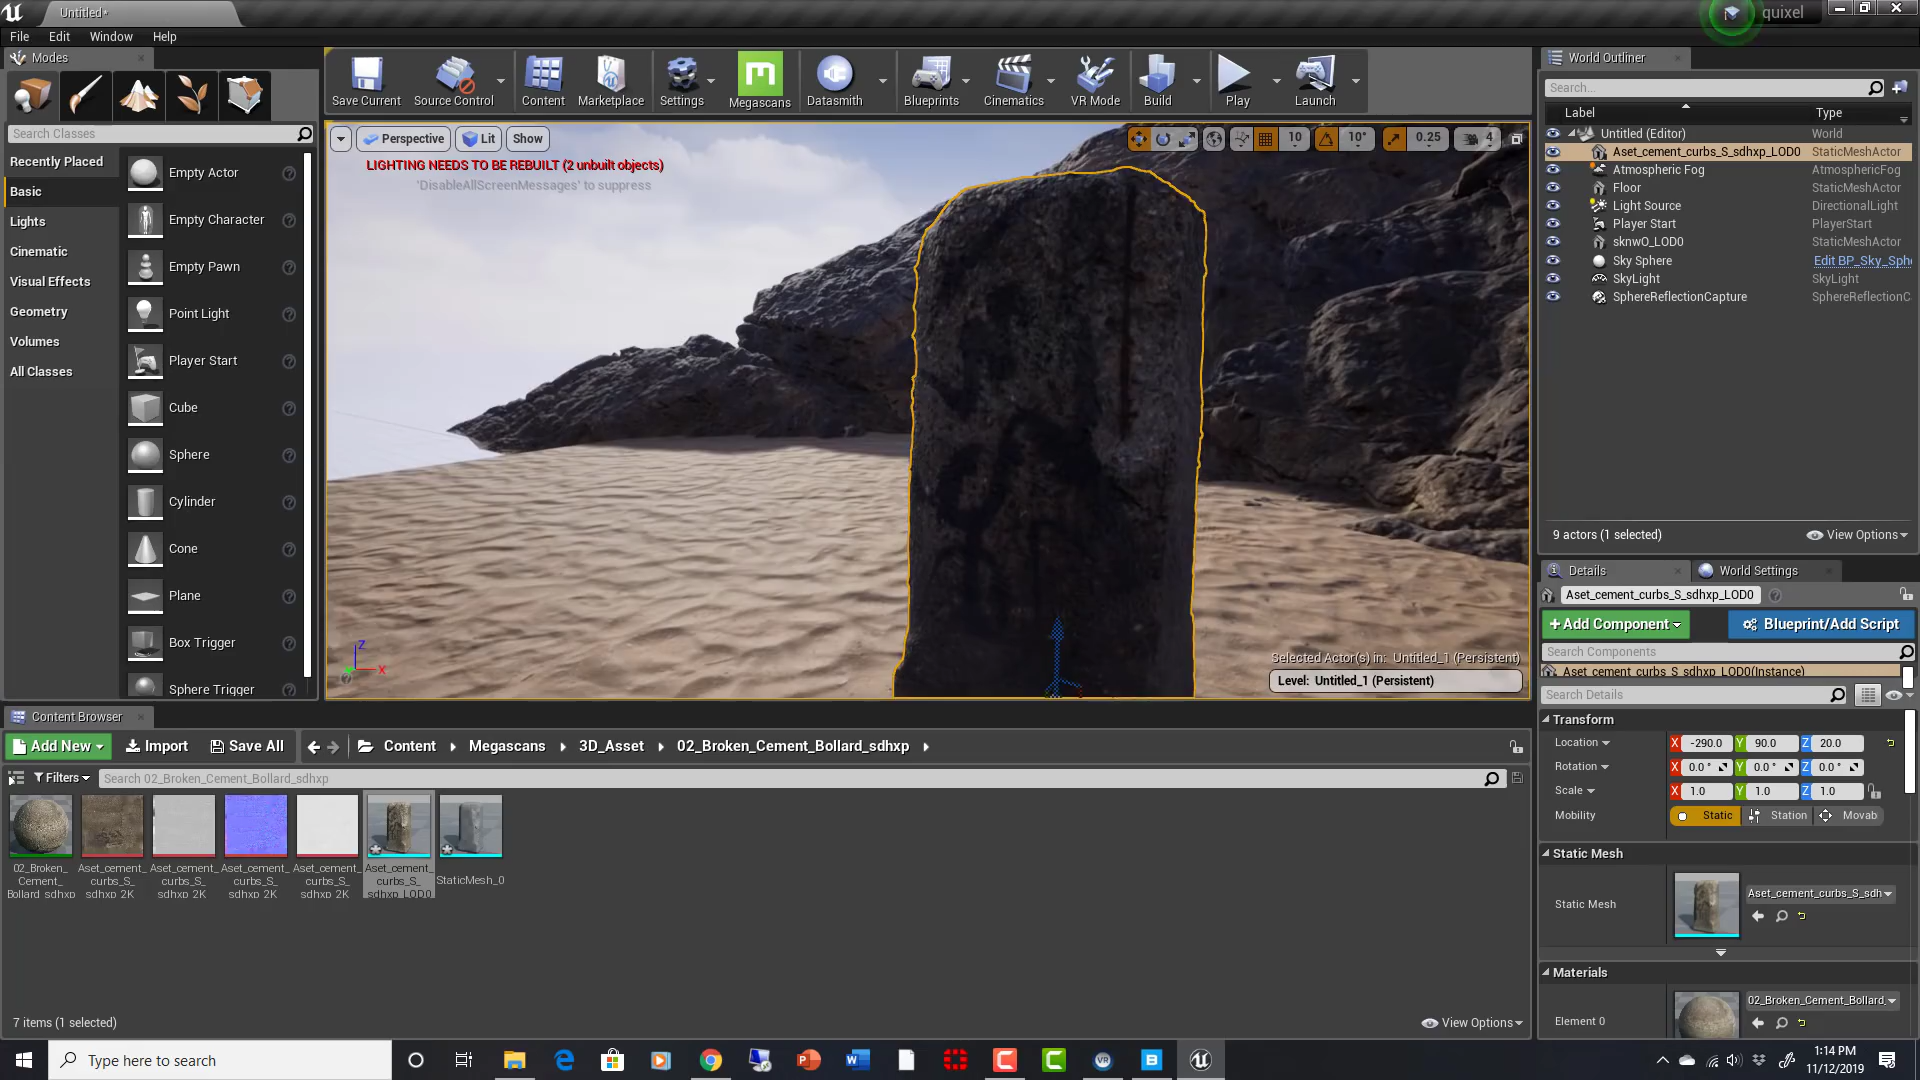 Untitled*
quixel
File Edit Window Help
Modes
Search Classes
Recently Placed
Basic
Lights
Cinematic
Visual Effects
Geometry
Volumes
All Classes
Empty Actor
Empty Character
Empty Pawn
Point Light
Player Start
Cube
Sphere
Cylinder
Cone
Plane
Box Trigger
Sphere Trigger
Save Current
Source Control
Content
Marketplace
Settings
Megascans
Datasmith
Blueprints
Cinematics
VR Mode
Build
Play
Launch
Perspective
Lit
Show
10
10°
0.25
4
LIGHTING NEEDS TO BE REBUILT (2 unbuilt objects)
'DisableAllScreenMessages' to suppress
Z
X
Selected Actor(s) in: Untitled_1 (Persistent)
Level: Untitled_1 (Persistent)
World Outliner
Search...
Label Type
Untitled (Editor) World
Aset_cement_curbs_S_sdhxp_LOD0 StaticMeshActor
Atmospheric Fog AtmosphericFog
Floor StaticMeshActor
Light Source DirectionalLight
Player Start PlayerStart
sknwO_LOD0 StaticMeshActor
Sky Sphere Edit BP_Sky_Sph
SkyLight SkyLight
SphereReflectionCapture SphereReflectionC
9 actors (1 selected)
View Options
Details
World Settings
Aset_cement_curbs_S_sdhxp_LOD0
+Add Component
Blueprint/Add Script
Search Components
Aset_cement_curbs_S_sdhxp_LOD0(Instance)
Search Details
Transform
Location X -290.0 Y 90.0 Z 20.0
Rotation X 0.0° Y 0.0° Z 0.0°
Scale X 1.0 Y 1.0 Z 1.0
Mobility Static Station Movab
Static Mesh
Static Mesh
Aset_cement_curbs_S_sdh
Materials
Element 0
02_Broken_Cement_Bollard_
Content Browser
Add New
Import
Save All
Content
Megascans
3D_Asset
02_Broken_Cement_Bollard_sdhxp
Filters
Search 02_Broken_Cement_Bollard_sdhxp
02_Broken_
Cement_
Bollard_sdhxp
Aset_cement_
curbs_S_
sdhxp_2K
Aset_cement_
curbs_S_
sdhxp_2K
Aset_cement_
curbs_S_
sdhxp_2K
Aset_cement_
curbs_S_
sdhxp_2K
Aset_cement_
curbs_S_
sdhxp_LOD0
StaticMesh_0
7 items (1 selected)
View Options
Type here to search
1:14 PM
11/12/2019